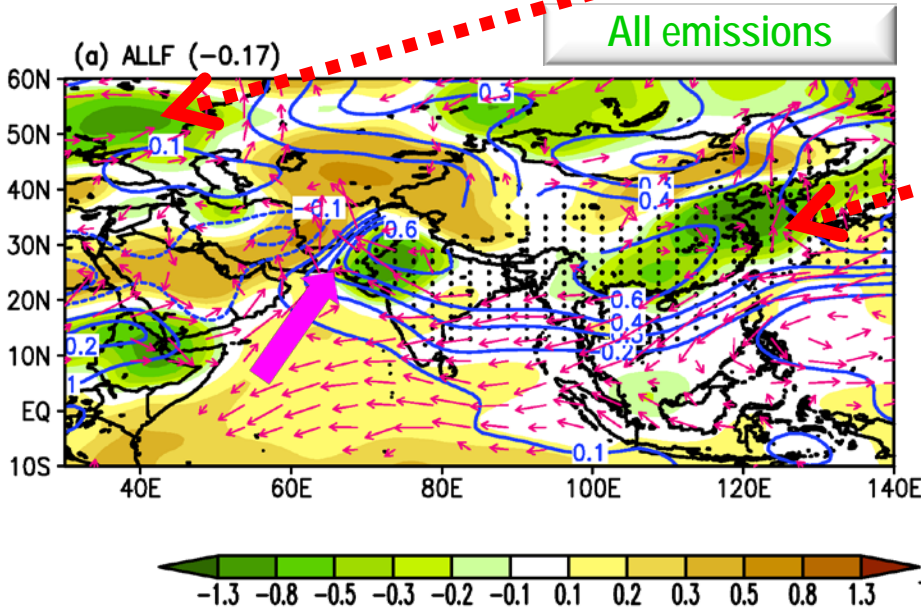 All emissions
(a) ALLF (−0.17)
60N
50N
40N
30N
20N
10N
EQ
10S
0.3
0.1
0.3
0.4
-0.1
0.6
0.6
0.4
0.2
0.2
1
0.1
40E
60E
80E
100E
120E
140E
-1.3 -0.8 -0.5 -0.3 -0.2 -0.1 0.1 0.2 0.3 0.5 0.8 1.3